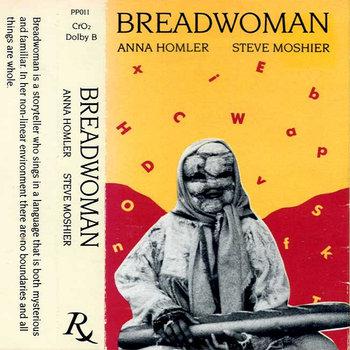 PP011
CrO₂
Dolby B
BREADWOMAN
ANNA HOMLER STEVE MOSHIER
Rx
Breadwoman is a storyteller who sings in a language that is both mysterious
and familiar. In her non-linear environment there are no boundaries and all
things are whole.
BREADWOMAN
ANNA HOMLER STEVE MOSHIER
x i E b
C W a p
H D v s k
n o f t